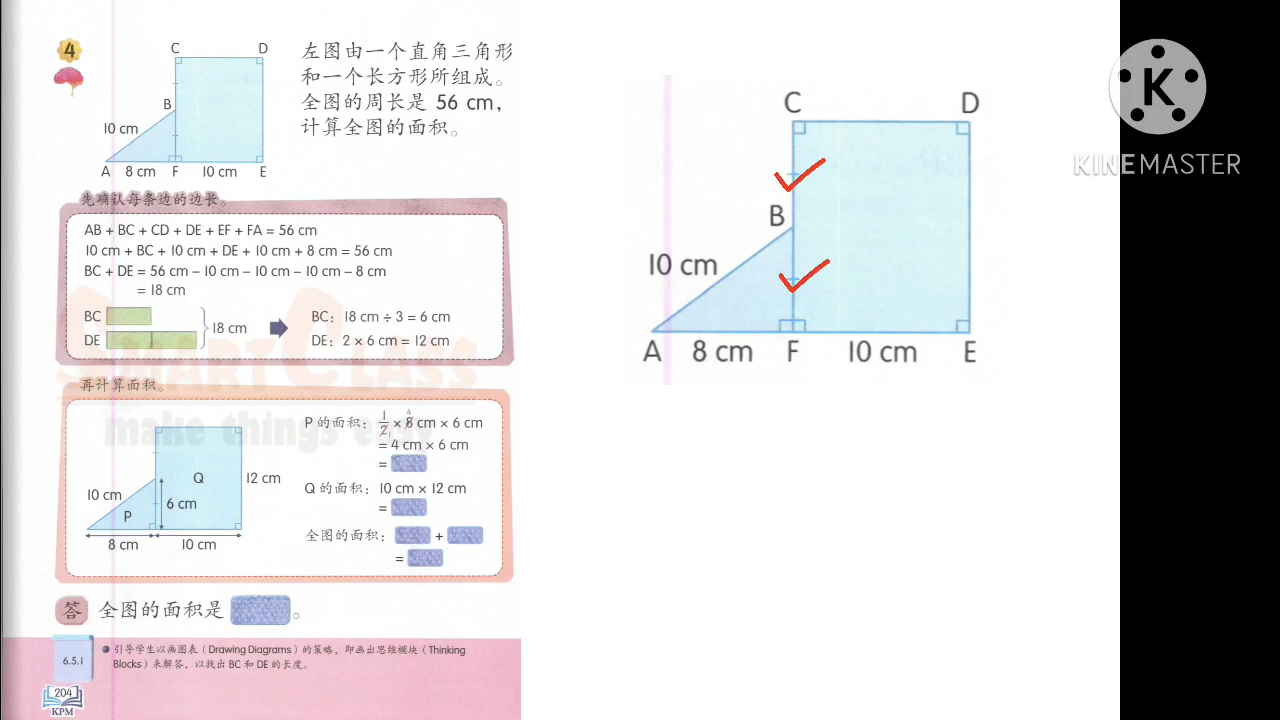 4
C D
B
10 cm
A 8 cm F 10 cm E
左图由一个直角三角形
和一个长方形所组成。
全图的周长是 56 cm，
计算全图的面积。
先确认每条边的边长。
AB + BC + CD + DE + EF + FA = 56 cm
10 cm + BC + 10 cm + DE + 10 cm + 8 cm = 56 cm
BC + DE = 56 cm – 10 cm – 10 cm – 10 cm – 8 cm
= 18 cm
BC
DE
18 cm
BC：18 cm ÷ 3 = 6 cm
DE：2 × 6 cm = 12 cm
SMART CLASS
make things easy
再计算面积。
10 cm
P
Q
6 cm
12 cm
8 cm 10 cm
P 的面积：1/2 × 8 cm × 6 cm
4
1
= 4 cm × 6 cm
=
Q 的面积：10 cm × 12 cm
=
全图的面积： +
=
答 全图的面积是 。
6.5.1
引导学生以画图表（Drawing Diagrams）的策略，即画出思维模块（Thinking
Blocks）来解答，以找出 BC 和 DE 的长度。
204
KPM
C D
B
10 cm
A 8 cm F 10 cm E
K
KINEMASTER